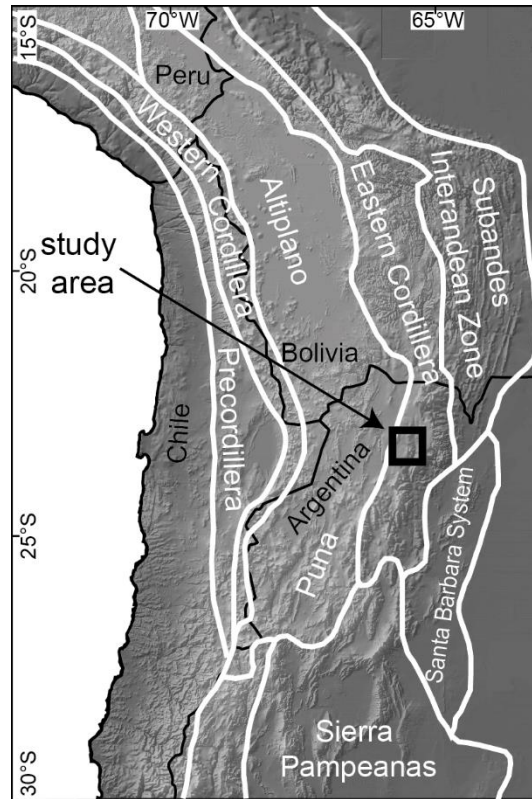 70°W
65°W
15°S
Peru
Western Cordillera
Altiplano
Eastern Cordillera
Interandean Zone
Subandes
study
area
20°S
Bolivia
Precordillera
Chile
Argentina
Puna
25°S
Santa Barbara System
Sierra
Pampeanas
30°S